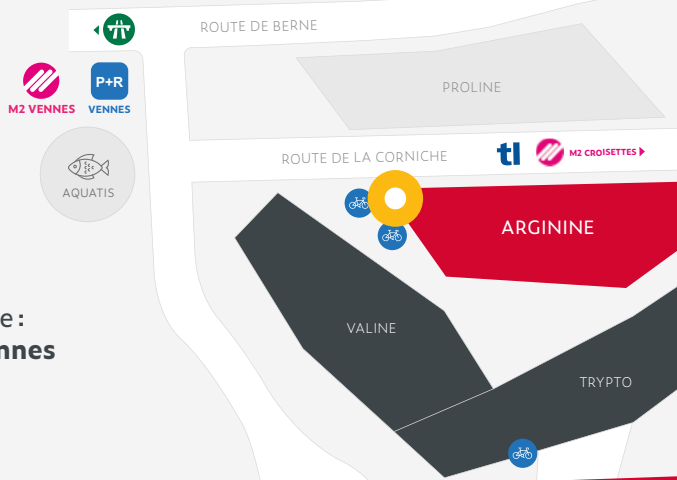 ROUTE DE BERNE
P+R
M2 VENNES
VENNES
PROLINE
ROUTE DE LA CORNICHE
tl
M2 CROISETTES
AQUATIS
ARGININE
e :
nnes
VALINE
TRYPTO